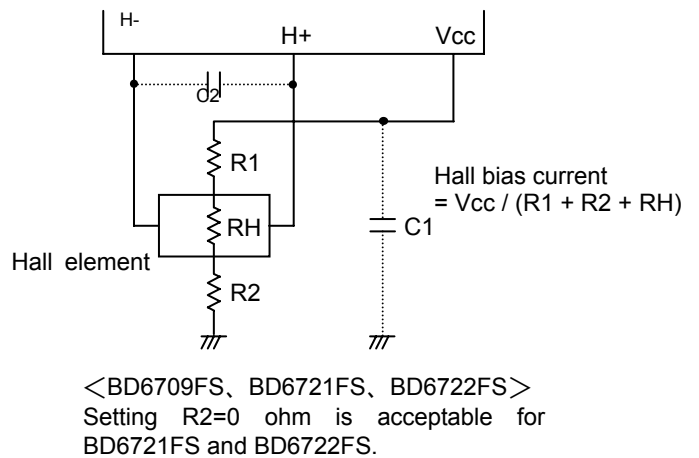 H-
H+
Vcc
C2
R1
Hall bias current
= Vcc / (R1 + R2 + RH)
RH
C1
Hall element
R2
<BD6709FS、BD6721FS、BD6722FS>
Setting R2=0 ohm is acceptable for
BD6721FS and BD6722FS.